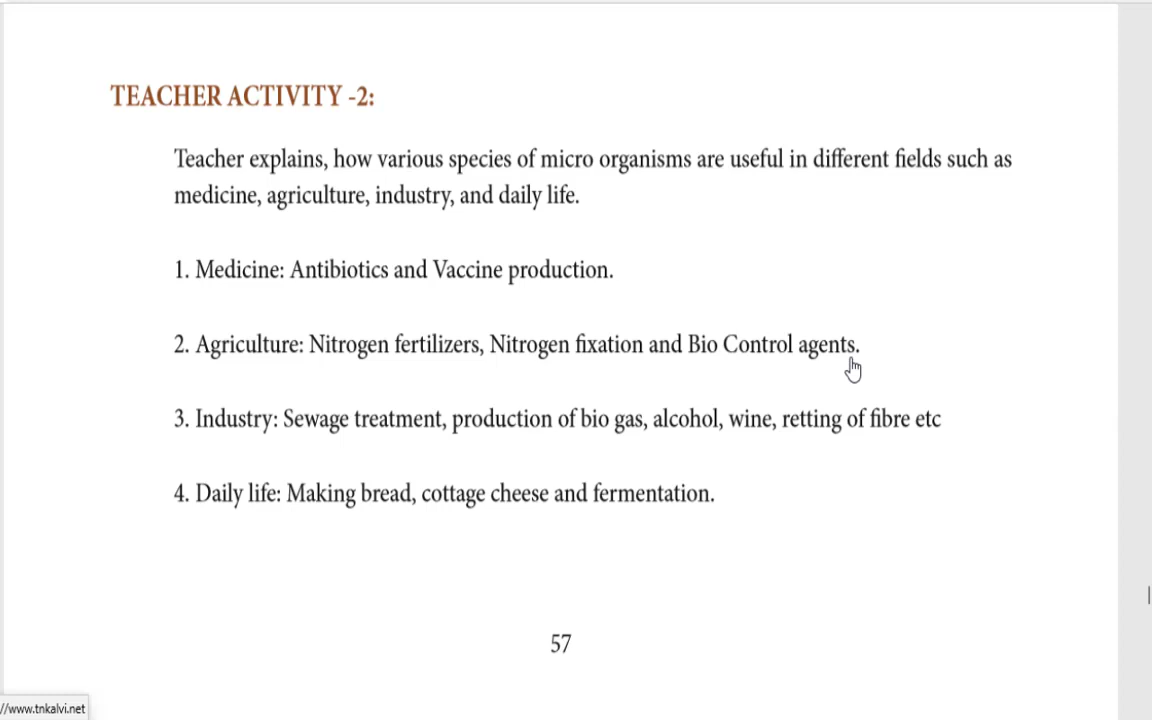 TEACHER ACTIVITY -2:
Teacher explains, how various species of micro organisms are useful in different fields such as
medicine, agriculture, industry, and daily life.
1. Medicine: Antibiotics and Vaccine production.
2. Agriculture: Nitrogen fertilizers, Nitrogen fixation and Bio Control agents.
3. Industry: Sewage treatment, production of bio gas, alcohol, wine, retting of fibre etc
4. Daily life: Making bread, cottage cheese and fermentation.
57
//www.tnkalvi.net